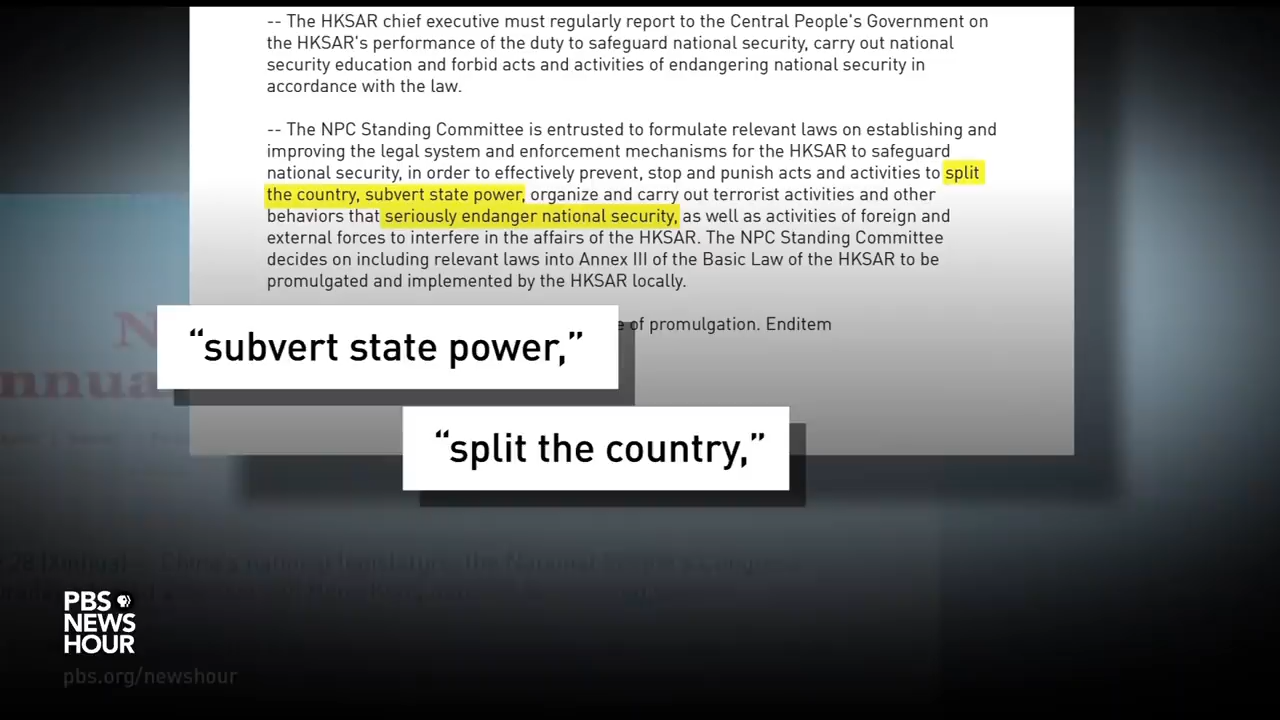 -- The HKSAR chief executive must regularly report to the Central People's Government on
the HKSAR's performance of the duty to safeguard national security, carry out national
security education and forbid acts and activities of endangering national security in
accordance with the law.
-- The NPC Standing Committee is entrusted to formulate relevant laws on establishing and
improving the legal system and enforcement mechanisms for the HKSAR to safeguard
national security, in order to effectively prevent, stop and punish acts and activities to split
the country, subvert state power, organize and carry out terrorist activities and other
behaviors that seriously endanger national security, as well as activities of foreign and
external forces to interfere in the affairs of the HKSAR. The NPC Standing Committee
decides on including relevant laws into Annex III of the Basic Law of the HKSAR to be
promulgated and implemented by the HKSAR locally.
of promulgation. Enditem
“subvert state power,”
“split the country,”
28 (Xinhua) -- China's national legislature, the National
PBS
NEWS
HOUR
pbs.org/newshour